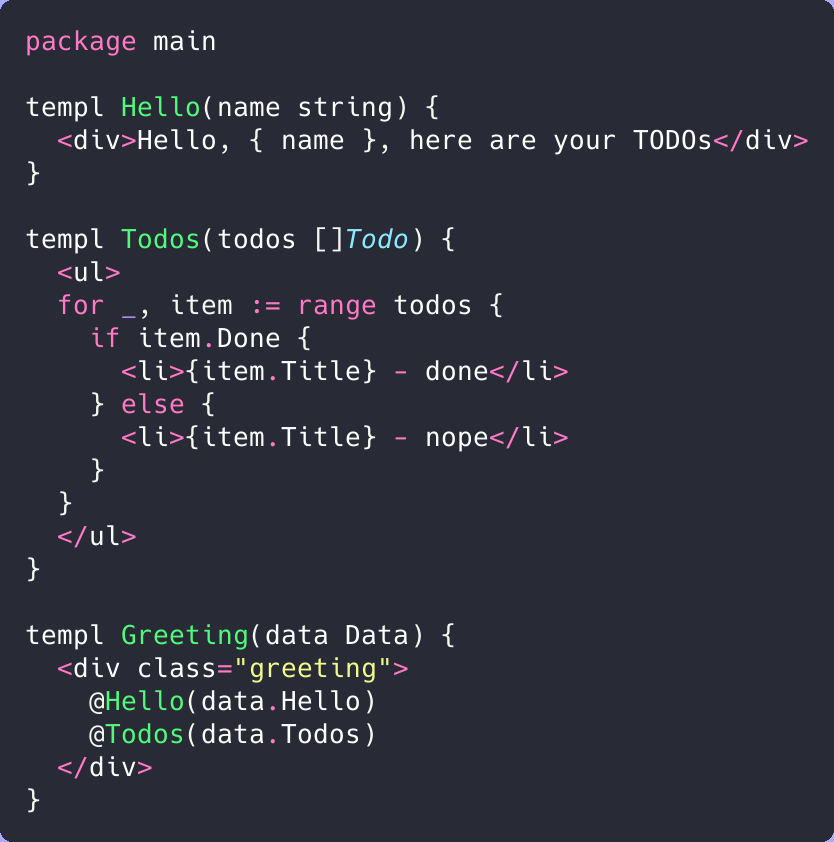 package main

templ Hello(name string) {
  <div>Hello, { name }, here are your TODOs</div>
}

templ Todos(todos []Todo) {
  <ul>
  for _, item := range todos {
    if item.Done {
      <li>{item.Title} - done</li>
    } else {
      <li>{item.Title} - nope</li>
    }
  }
  </ul>
}

templ Greeting(data Data) {
  <div class="greeting">
    @Hello(data.Hello)
    @Todos(data.Todos)
  </div>
}